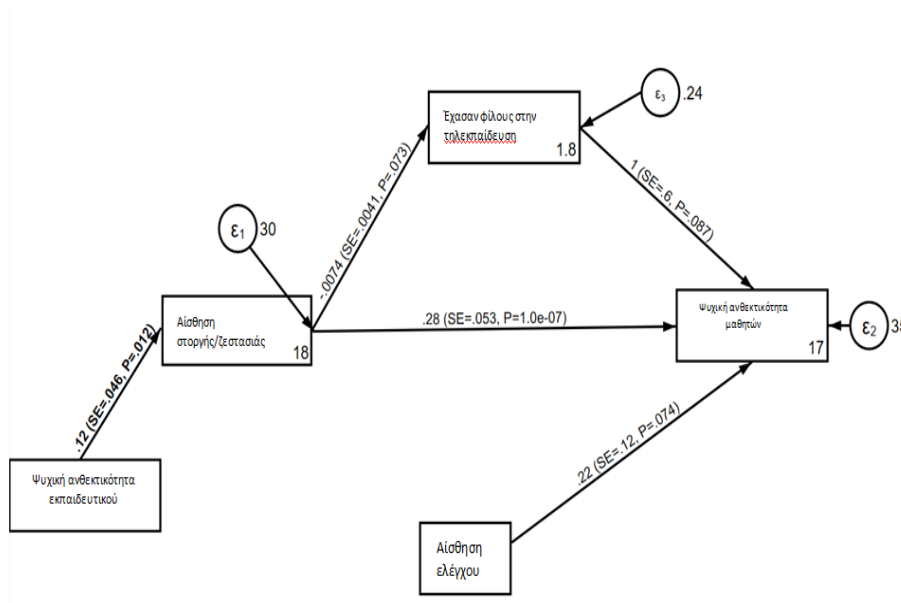 Έχασαν φίλους στην
τηλεκπαίδευση
1.8
ε₃ .24
-.0074 (SE=.0041, P=.073)
1 (SE=.6, P=.087)
ε₁ 30
Αίσθηση
στοργής/ζεστασιάς
18
.28 (SE=.053, P=1.0e-07)
Ψυχική ανθεκτικότητα
μαθητών
17
ε₂ 35
.12 (SE=.046, P=.012)
.22 (SE=.12, P=.074)
Ψυχική ανθεκτικότητα
εκπαιδευτικού
Αίσθηση
ελέγχου